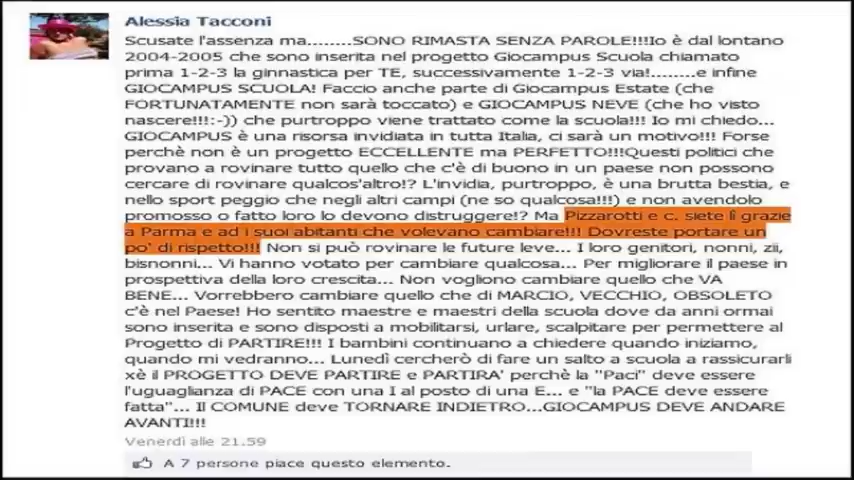 Alessia Tacconi
Scusate l'assenza ma........SONO RIMASTA SENZA PAROLE!!!Io è dal lontano
2004-2005 che sono inserita nel progetto Giocampus Scuola chiamato
prima 1-2-3 la ginnastica per TE, successivamente 1-2-3 via!........e infine
GIOCAMPUS SCUOLA! Faccio anche parte di Giocampus Estate (che
FORTUNATAMENTE non sarà toccato) e GIOCAMPUS NEVE (che ho visto
nascere!!!:-)) che purtroppo viene trattato come la scuola!!! Io mi chiedo...
GIOCAMPUS è una risorsa invidiata in tutta Italia, ci sarà un motivo!!! Forse
perchè non è un progetto ECCELLENTE ma PERFETTO!!!Questi politici che
provano a rovinare tutto quello che c'è di buono in un paese non possono
cercare di rovinare qualcos'altro!? L'invidia, purtroppo, è una brutta bestia, e
nello sport peggio che negli altri campi (ne so qualcosa!!!) e non avendolo
promosso o fatto loro lo devono distruggere!? Ma Pizzarotti e c. siete lì grazie
a Parma e ad i suoi abitanti che volevano cambiare!!! Dovreste portare un
po' di rispetto!!! Non si può rovinare le future leve... I loro genitori, nonni, zii,
bisnonni... Vi hanno votato per cambiare qualcosa... Per migliorare il paese in
prospettiva della loro crescita... Non vogliono cambiare quello che VA
BENE... Vorrebbero cambiare quello che di MARCIO, VECCHIO, OBSOLETO
c'è nel Paese! Ho sentito maestre e maestri della scuola dove da anni ormai
sono inserita e sono disposti a mobilitarsi, urlare, scalpitare per permettere al
Progetto di PARTIRE!!! I bambini continuano a chiedere quando iniziamo,
quando mi vedranno... Lunedì cercherò di fare un salto a scuola a rassicurarli
xè il PROGETTO DEVE PARTIRE e PARTIRA' perchè la "Paci" deve essere
l'uguaglianza di PACE con una I al posto di una E... e "la PACE deve essere
fatta"... Il COMUNE deve TORNARE INDIETRO...GIOCAMPUS DEVE ANDARE
AVANTI!!!
Venerdì alle 21.59
A 7 persone piace questo elemento.